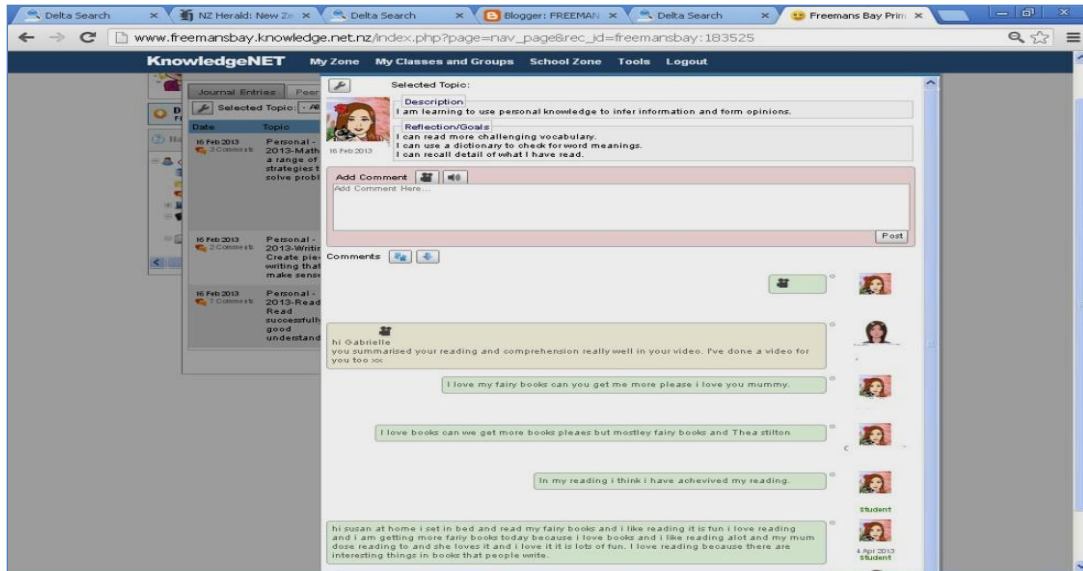 Delta Search
NZ Herald: New Ze
Delta Search
Blogger: FREEMAN
Delta Search
Freemans Bay Prim
www.freemansbay.knowledge.net.nz/index.php?page=nav_page&rec_id=freemansbay:183525
KnowledgeNET My Zone My Classes and Groups School Zone Tools Logout
Journal Entries Peer
Selected Topic:
Date Topic
16 Feb 2013 Personal -
3 Comments 2013-Math
a range of
strategies t
solve probl
16 Feb 2013 Personal -
2 Comments 2013-Writin
Create pie
writing that
make sens
16 Feb 2013 Personal -
7 Comments 2013-Read
Read
successfully
good
understand
Selected Topic:
Description
I am learning to use personal knowledge to infer information and form opinions.
Reflection/Goals
I can read more challenging vocabulary.
I can use a dictionary to check for word meanings.
I can recall detail of what I have read.
16 Feb 2013
Add Comment
Add Comment Here...
Post
Comments
hi Gabrielle
you summarised your reading and comprehension really well in your video. I've done a video for
you too xx
I love my fairy books can you get me more please i love you mummy.
I love books can we get more books pleaes but mostley fairy books and Thea stilton
In my reading i think i have achevived my reading.
Student
hi susan at home i set in bed and read my fairy books and i like reading it is fun i love reading
and i am getting more fariy books today because i love books and i like reading alot and my mum
dose reading to and she loves it and i love it it is lots of fun. I love reading because there are
interesting things in books that people write.
4 Apr 2013
Student